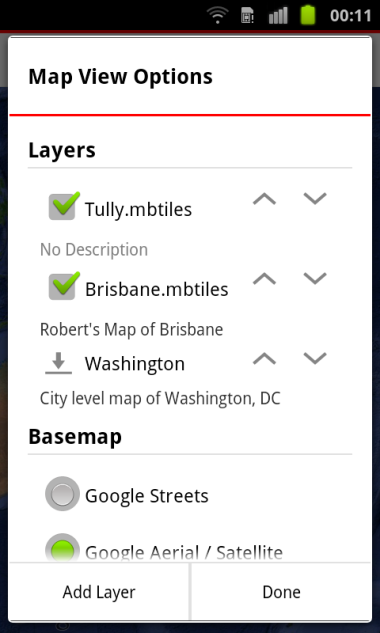 00:11
Map View Options
Layers
Tully.mbtiles
No Description
Brisbane.mbtiles
Robert's Map of Brisbane
Washington
City level map of Washington, DC
Basemap
Google Streets
Google Aerial / Satellite
Add Layer
Done